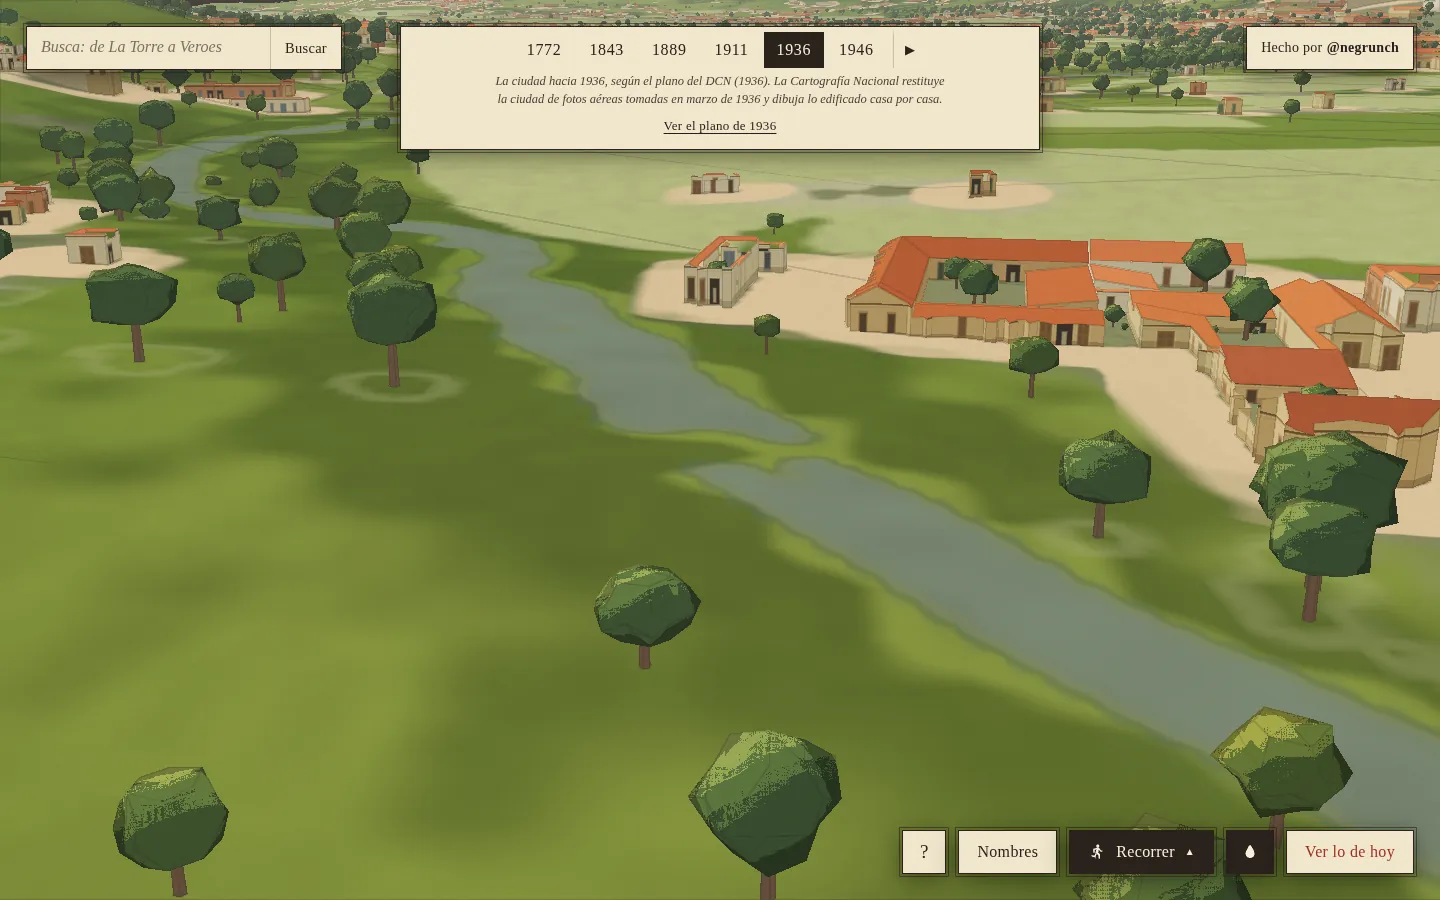 Busca: de La Torre a Veroes
Buscar
1772 1843 1889 1911 1936 1946 ▶
La ciudad hacia 1936, según el plano del DCN (1936). La Cartografía Nacional restituye
la ciudad de fotos aéreas tomadas en marzo de 1936 y dibuja lo edificado casa por casa.
Ver el plano de 1936
Hecho por @negrunch
?
Nombres
Recorrer ▲
Ver lo de hoy